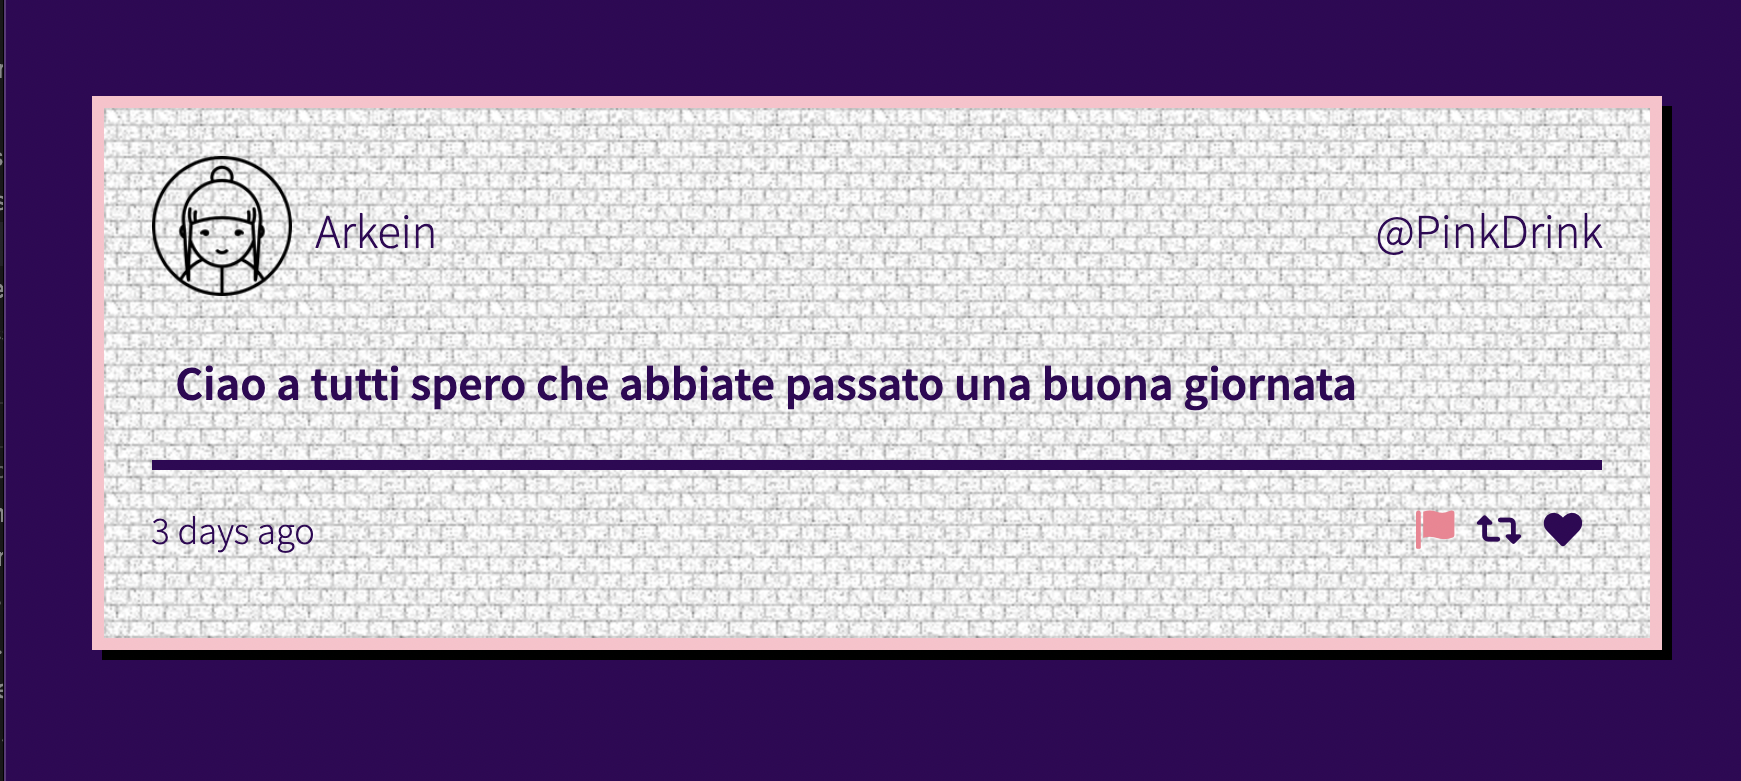 Arkein
@PinkDrink
Ciao a tutti spero che abbiate passato una buona giornata
3 days ago